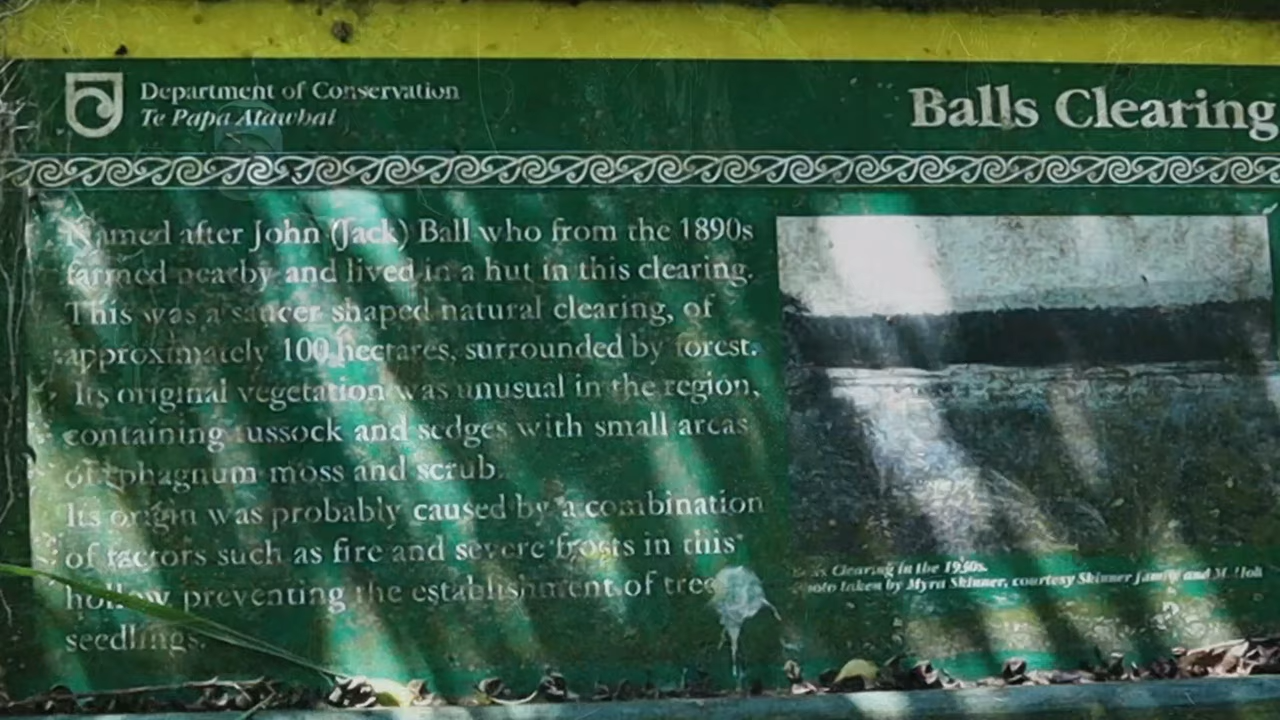 Department of Conservation
Te Papa Atawhai
Balls Clearing
Named after John (Jack) Ball who from the 1890s
farmed nearby and lived in a hut in this clearing.
This was a saucer shaped natural clearing, of
approximately 100 hectares, surrounded by forest.
Its original vegetation was unusual in the region,
containing tussock and sedges with small areas
of sphagnum moss and scrub.
Its origin was probably caused by a combination
of factors such as fire and severe frosts in this
hollow preventing the establishment of tree
seedlings.
Balls Clearing in the 1930s.
Photo taken by Myra Skinner, courtesy Skinner family and M.